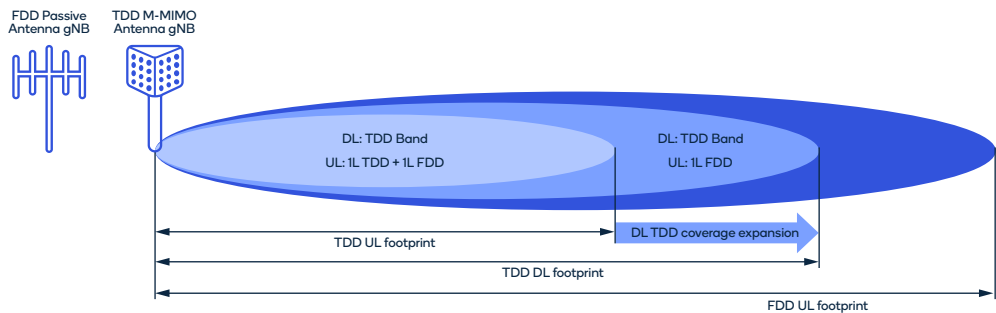 FDD Passive
Antenna gNB
TDD M-MIMO
Antenna gNB
DL: TDD Band
UL: 1L TDD + 1L FDD
DL: TDD Band
UL: 1L FDD
DL TDD coverage expansion
TDD UL footprint
TDD DL footprint
FDD UL footprint